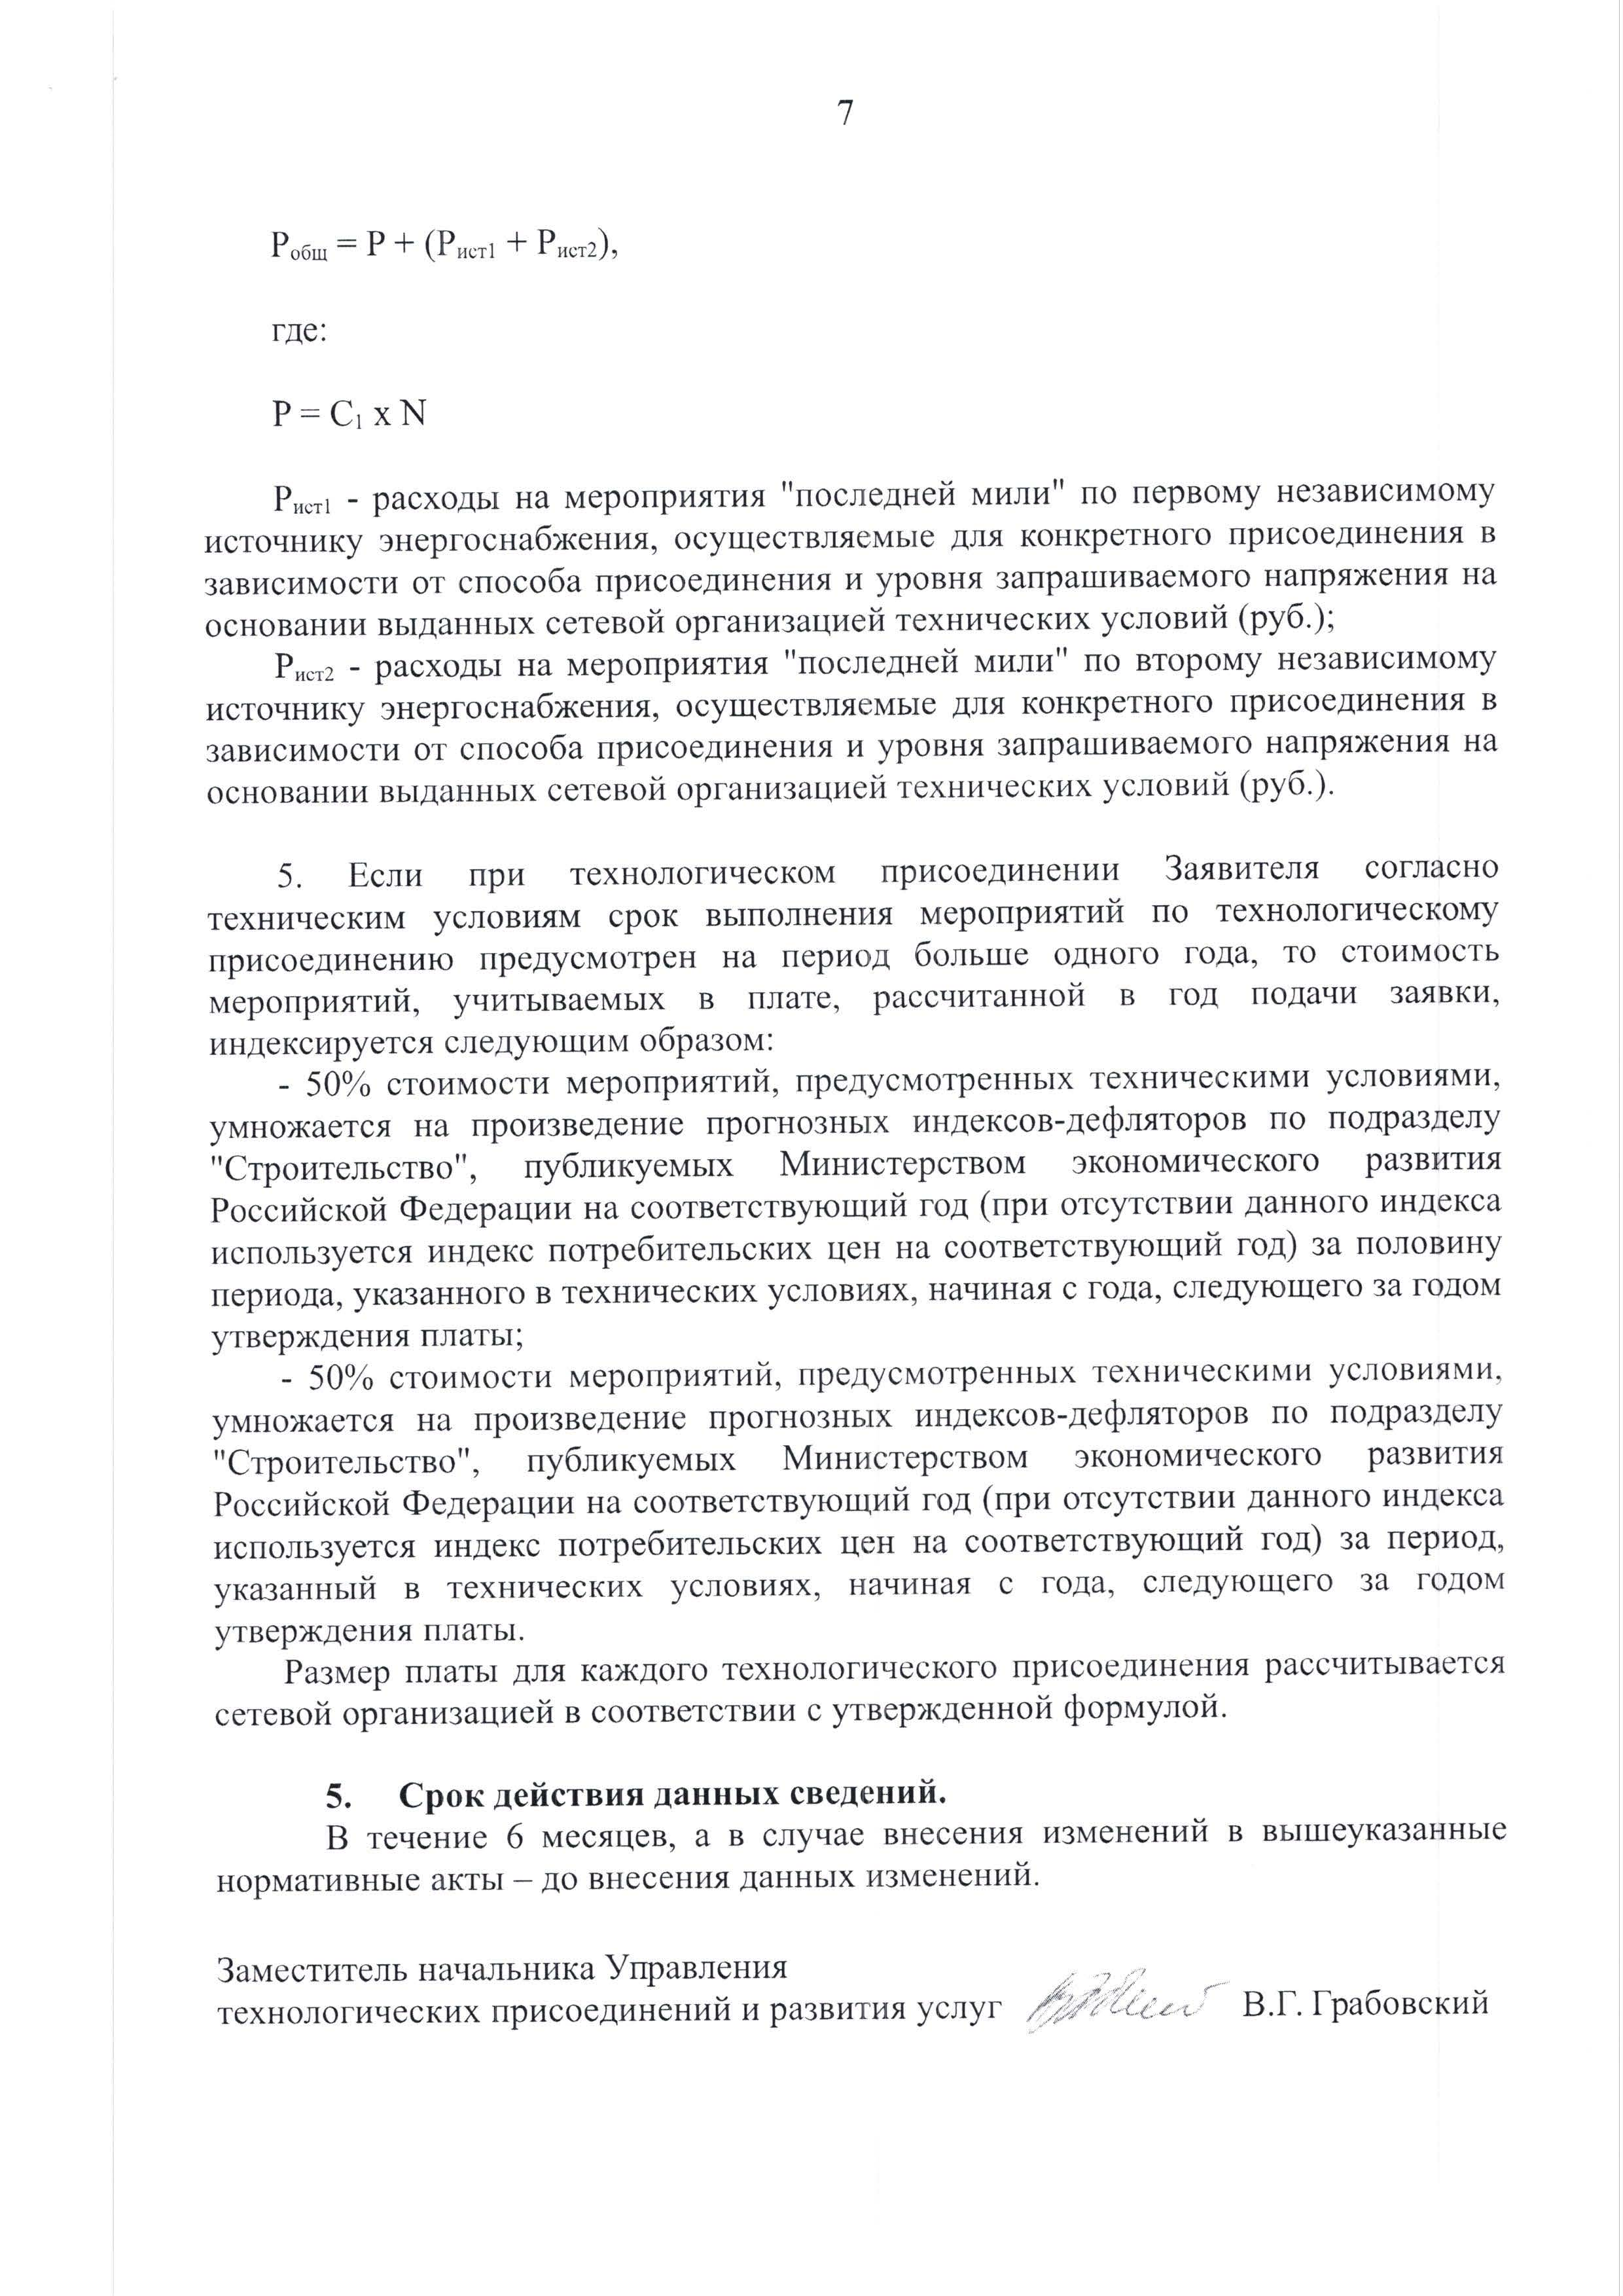 7
Pобщ = P + (Pист1 + Pист2),
где:
P = C1 x N
Pист1 - расходы на мероприятия "последней мили" по первому независимому
источнику энергоснабжения, осуществляемые для конкретного присоединения в
зависимости от способа присоединения и уровня запрашиваемого напряжения на
основании выданных сетевой организацией технических условий (руб.);
Pист2 - расходы на мероприятия "последней мили" по второму независимому
источнику энергоснабжения, осуществляемые для конкретного присоединения в
зависимости от способа присоединения и уровня запрашиваемого напряжения на
основании выданных сетевой организацией технических условий (руб.).
5. Если при технологическом присоединении Заявителя согласно
техническим условиям срок выполнения мероприятий по технологическому
присоединению предусмотрен на период больше одного года, то стоимость
мероприятий, учитываемых в плате, рассчитанной в год подачи заявки,
индексируется следующим образом:
- 50% стоимости мероприятий, предусмотренных техническими условиями,
умножается на произведение прогнозных индексов-дефляторов по подразделу
"Строительство", публикуемых Министерством экономического развития
Российской Федерации на соответствующий год (при отсутствии данного индекса
используется индекс потребительских цен на соответствующий год) за половину
периода, указанного в технических условиях, начиная с года, следующего за годом
утверждения платы;
- 50% стоимости мероприятий, предусмотренных техническими условиями,
умножается на произведение прогнозных индексов-дефляторов по подразделу
"Строительство", публикуемых Министерством экономического развития
Российской Федерации на соответствующий год (при отсутствии данного индекса
используется индекс потребительских цен на соответствующий год) за период,
указанный в технических условиях, начиная с года, следующего за годом
утверждения платы.
Размер платы для каждого технологического присоединения рассчитывается
сетевой организацией в соответствии с утвержденной формулой.
5. Срок действия данных сведений.
В течение 6 месяцев, а в случае внесения изменений в вышеуказанные
нормативные акты – до внесения данных изменений.
Заместитель начальника Управления
технологических присоединений и развития услуг В.Г. Грабовский